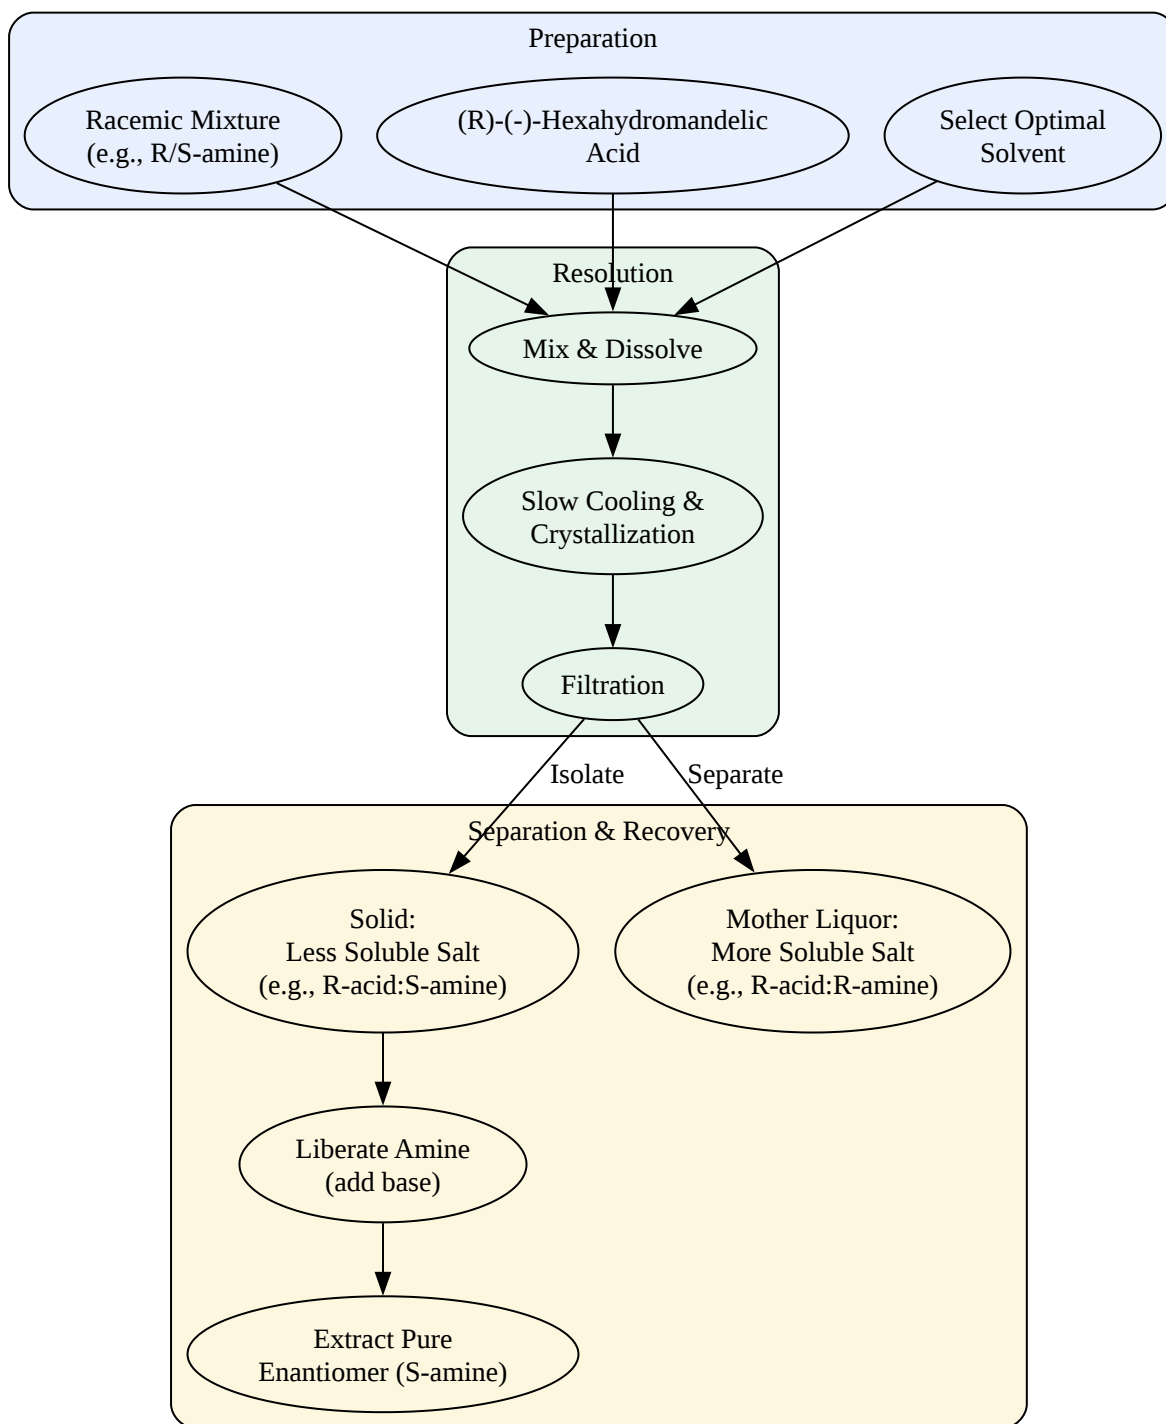 Preparation
Racemic Mixture
(e.g., R/S-amine)
(R)-(-)-Hexahydromandelic
Acid
Select Optimal
Solvent
Resolution
Mix & Dissolve
Slow Cooling &
Crystallization
Filtration
Isolate
Separate
Separation & Recovery
Solid:
Less Soluble Salt
(e.g., R-acid:S-amine)
Mother Liquor:
More Soluble Salt
(e.g., R-acid:R-amine)
Liberate Amine
(add base)
Extract Pure
Enantiomer (S-amine)